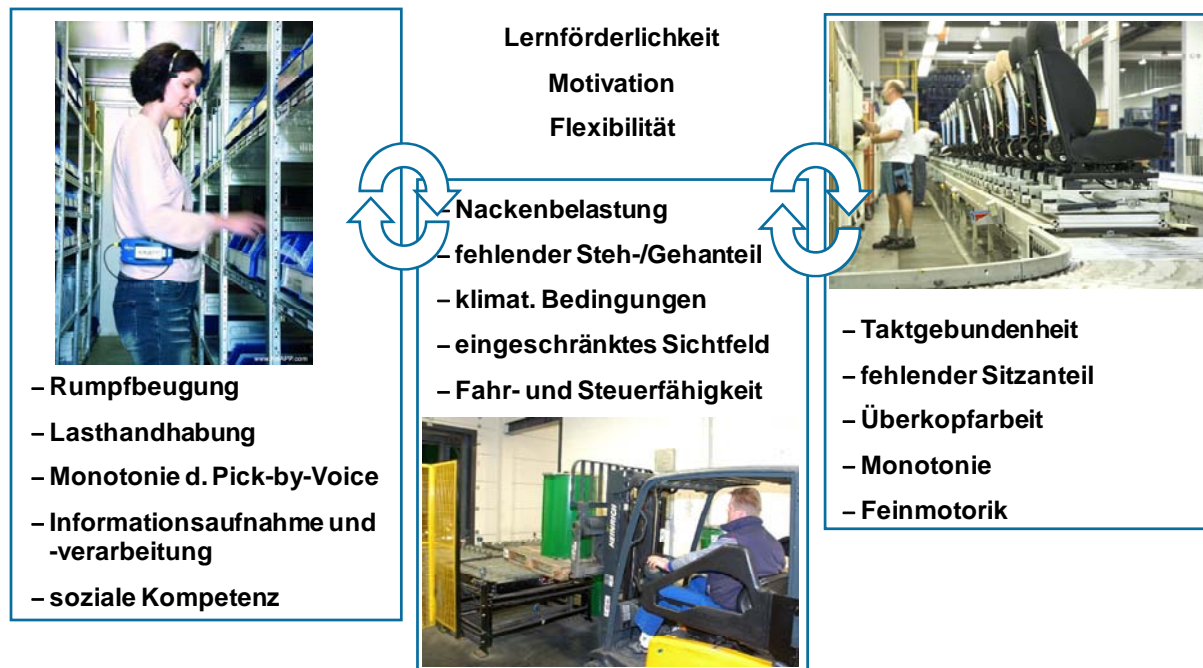 Lernförderlichkeit
Motivation
Flexibilität
– Rumpfbeugung
– Lasthandhabung
– Monotonie d. Pick-by-Voice
– Informationsaufnahme und
-verarbeitung
– soziale Kompetenz
– Nackenbelastung
– fehlender Steh-/Gehanteil
– klimat. Bedingungen
– eingeschränktes Sichtfeld
– Fahr- und Steuerfähigkeit
– Taktgebundenheit
– fehlender Sitzanteil
– Überkopfarbeit
– Monotonie
– Feinmotorik